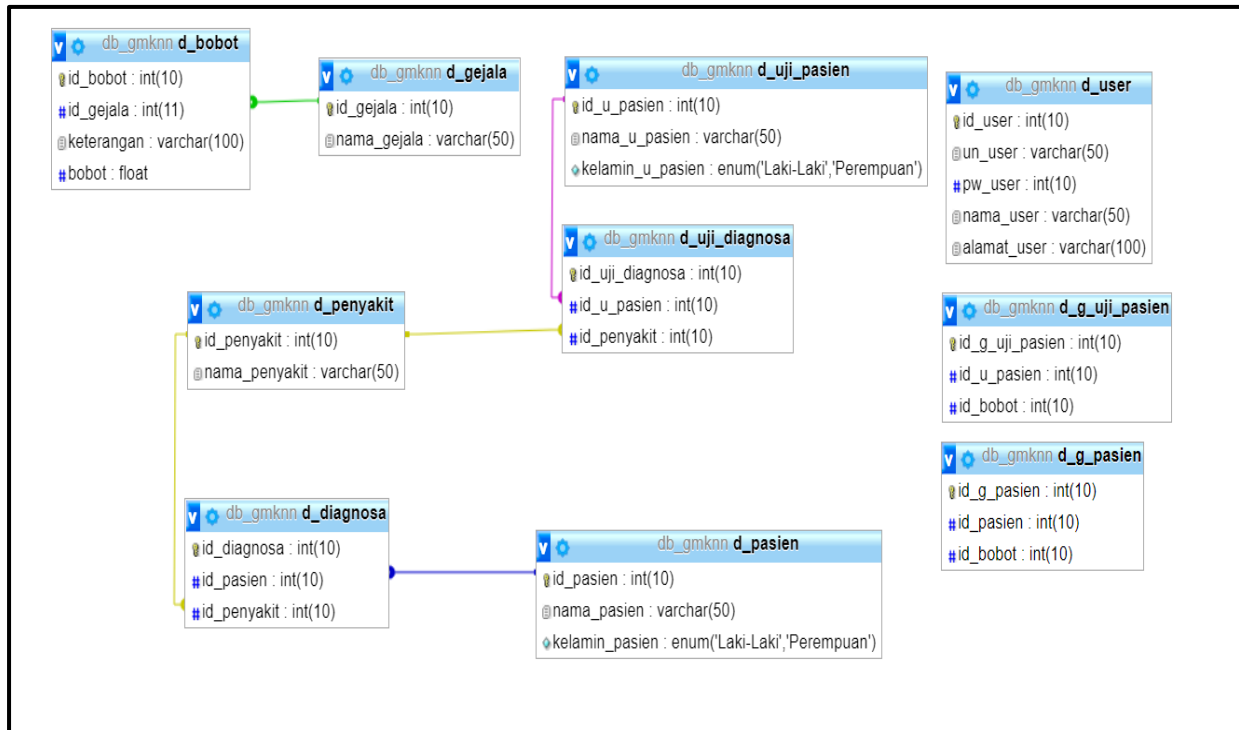 db_gmknn d_bobot
id_bobot : int(10)
id_gejala : int(11)
keterangan : varchar(100)
bobot : float
db_gmknn d_gejala
id_gejala : int(10)
nama_gejala : varchar(50)
db_gmknn d_uji_pasien
id_u_pasien : int(10)
nama_u_pasien : varchar(50)
kelamin_u_pasien : enum('Laki-Laki','Perempuan')
db_gmknn d_user
id_user : int(10)
un_user : varchar(50)
pw_user : int(10)
nama_user : varchar(50)
alamat_user : varchar(100)
db_gmknn d_uji_diagnosa
id_uji_diagnosa : int(10)
id_u_pasien : int(10)
id_penyakit : int(10)
db_gmknn d_penyakit
id_penyakit : int(10)
nama_penyakit : varchar(50)
db_gmknn d_g_uji_pasien
id_g_uji_pasien : int(10)
id_u_pasien : int(10)
id_bobot : int(10)
db_gmknn d_g_pasien
id_g_pasien : int(10)
id_pasien : int(10)
id_bobot : int(10)
db_gmknn d_diagnosa
id_diagnosa : int(10)
id_pasien : int(10)
id_penyakit : int(10)
db_gmknn d_pasien
id_pasien : int(10)
nama_pasien : varchar(50)
kelamin_pasien : enum('Laki-Laki','Perempuan')